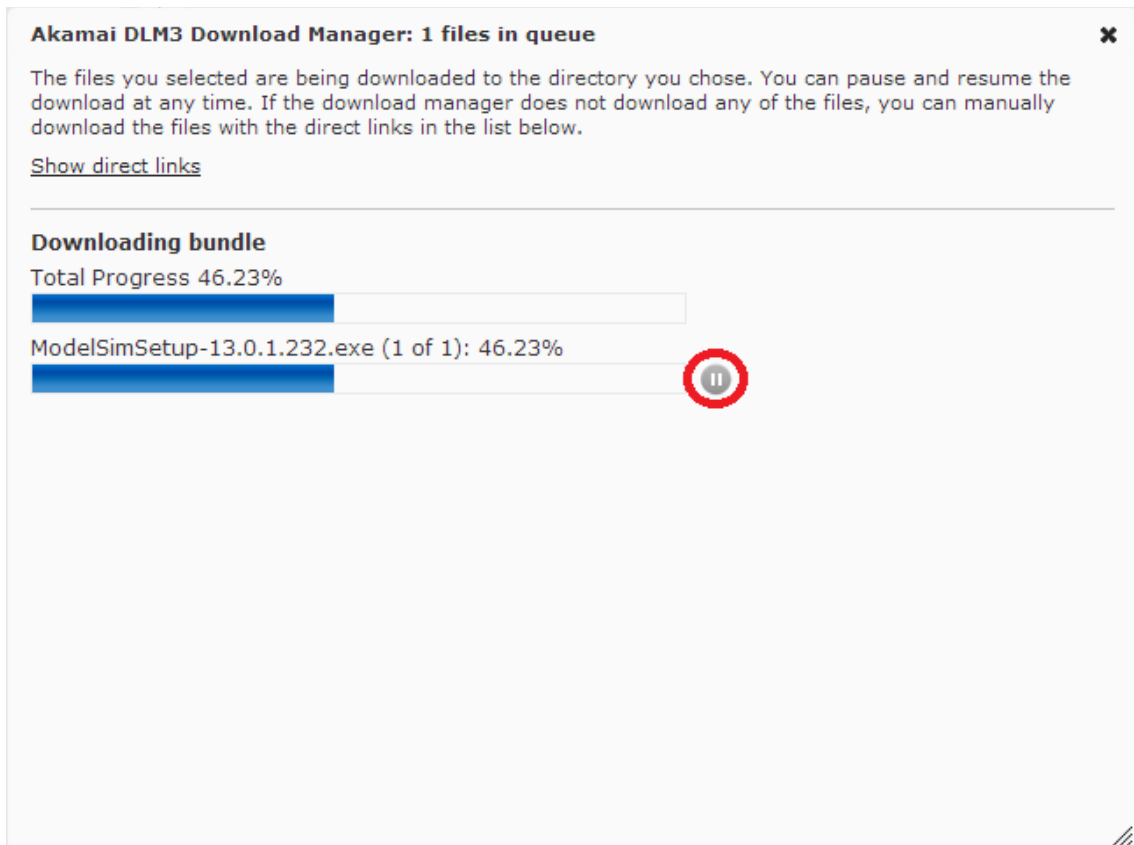 Akamai DLM3 Download Manager: 1 files in queue
The files you selected are being downloaded to the directory you chose. You can pause and resume the
download at any time. If the download manager does not download any of the files, you can manually
download the files with the direct links in the list below.
Show direct links
Downloading bundle
Total Progress 46.23%
ModelSimSetup-13.0.1.232.exe (1 of 1): 46.23%